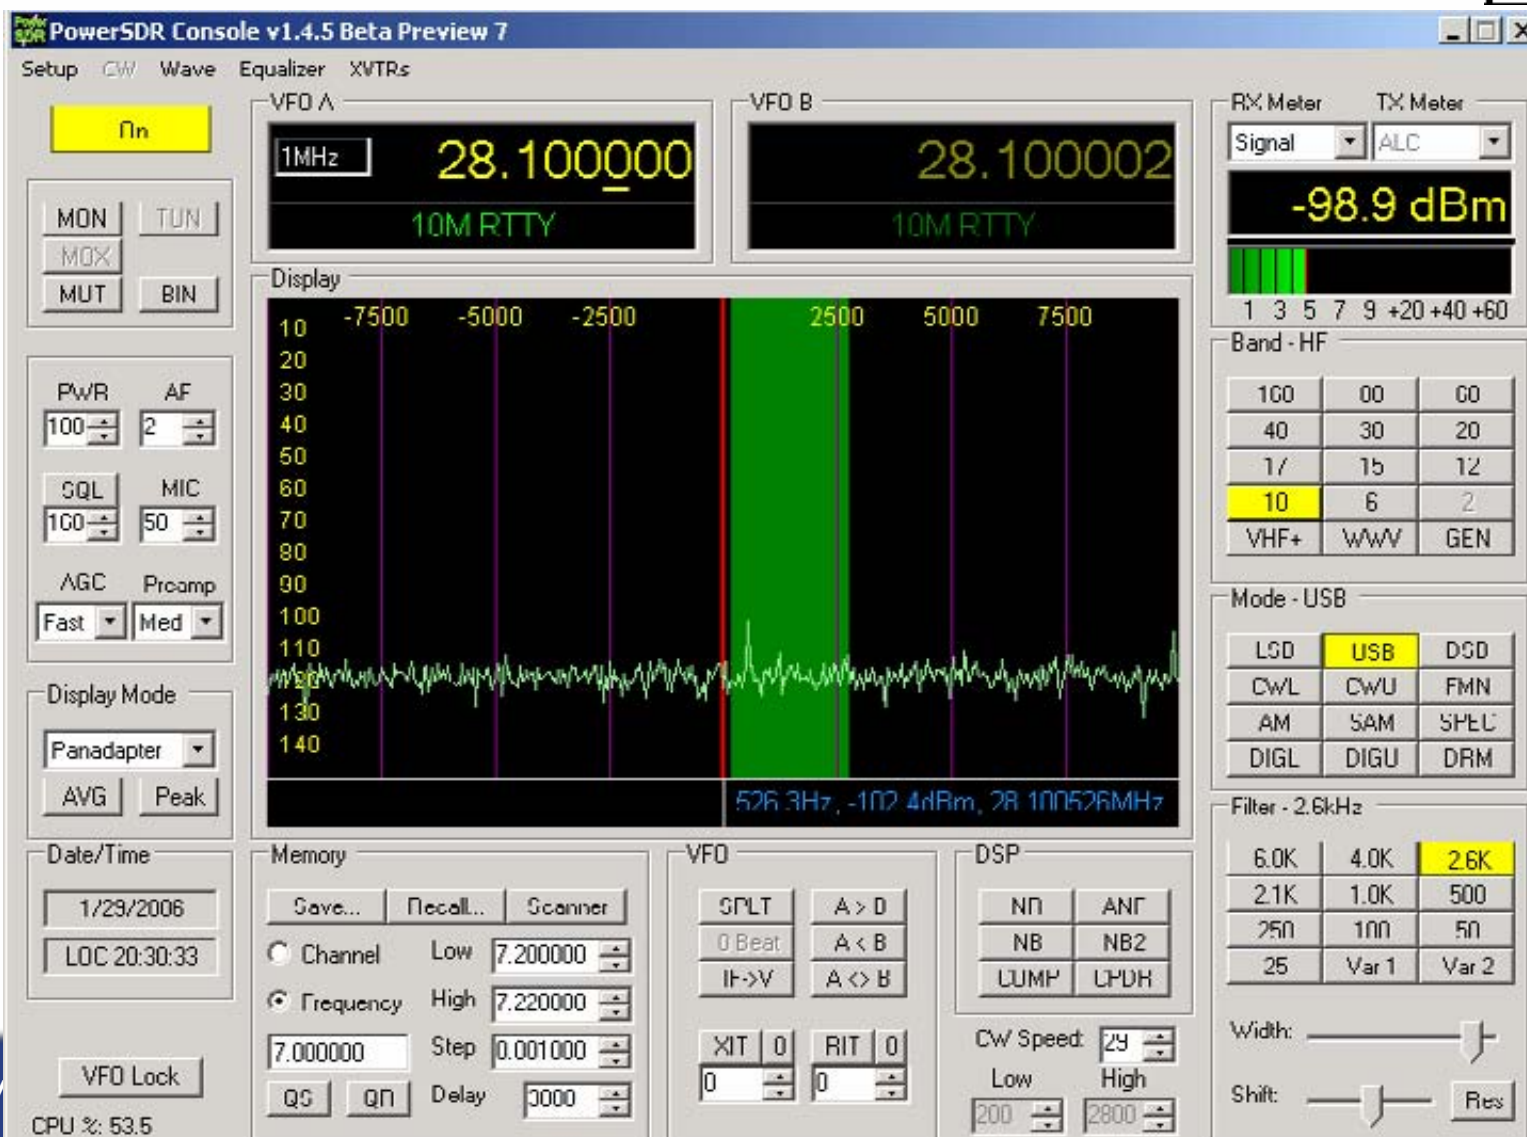 PowerSDR Console v1.4.5 Beta Preview 7
Setup CW Wave Equalizer XVTRs
On
MON TUN
MOX
MUT BIN
PWR AF
100 2
SQL MIC
160 50
AGC Preamp
Fast Med
Display Mode
Panadapter
AVG Peak
Date/Time
1/29/2006
LOC 20:30:33
VFO Lock
CPU %: 53.5
VFO A
1MHz 28.100000
10M RTTY
VFO B
28.100002
10M RTTY
Display
-7500 -5000 -2500 2500 5000 7500
10
20
30
40
50
60
70
80
90
100
110
120
130
140
526.3Hz, -102.4dBm, 28.100526MHz
Memory
Save... Recall... Scanner
Channel Low 7.200000
Frequency High 7.220000
7.000000 Step 0.001000
QS QR Delay
VFO
SPLT A > B
0 Beat A < B
IF->V A <> B
XIT 0 RIT 0
0 0
DSP
NR ANF
NB NB2
COMP CPDR
CW Speed: 29
Low High
200 2800
RX Meter TX Meter
Signal ALC
-98.9 dBm
1 3 5 7 9 +20 +40 +60
Band - HF
160 80 60
40 30 20
17 15 12
10 6 2
VHF+ WWV GEN
Mode - USB
LSB USB DSB
CWL CWU FMN
AM SAM SPEC
DIGL DIGU DRM
Filter - 2.6kHz
6.0K 4.0K 2.6K
2.1K 1.0K 500
250 100 50
25 Var 1 Var 2
Width:
Shift: Res